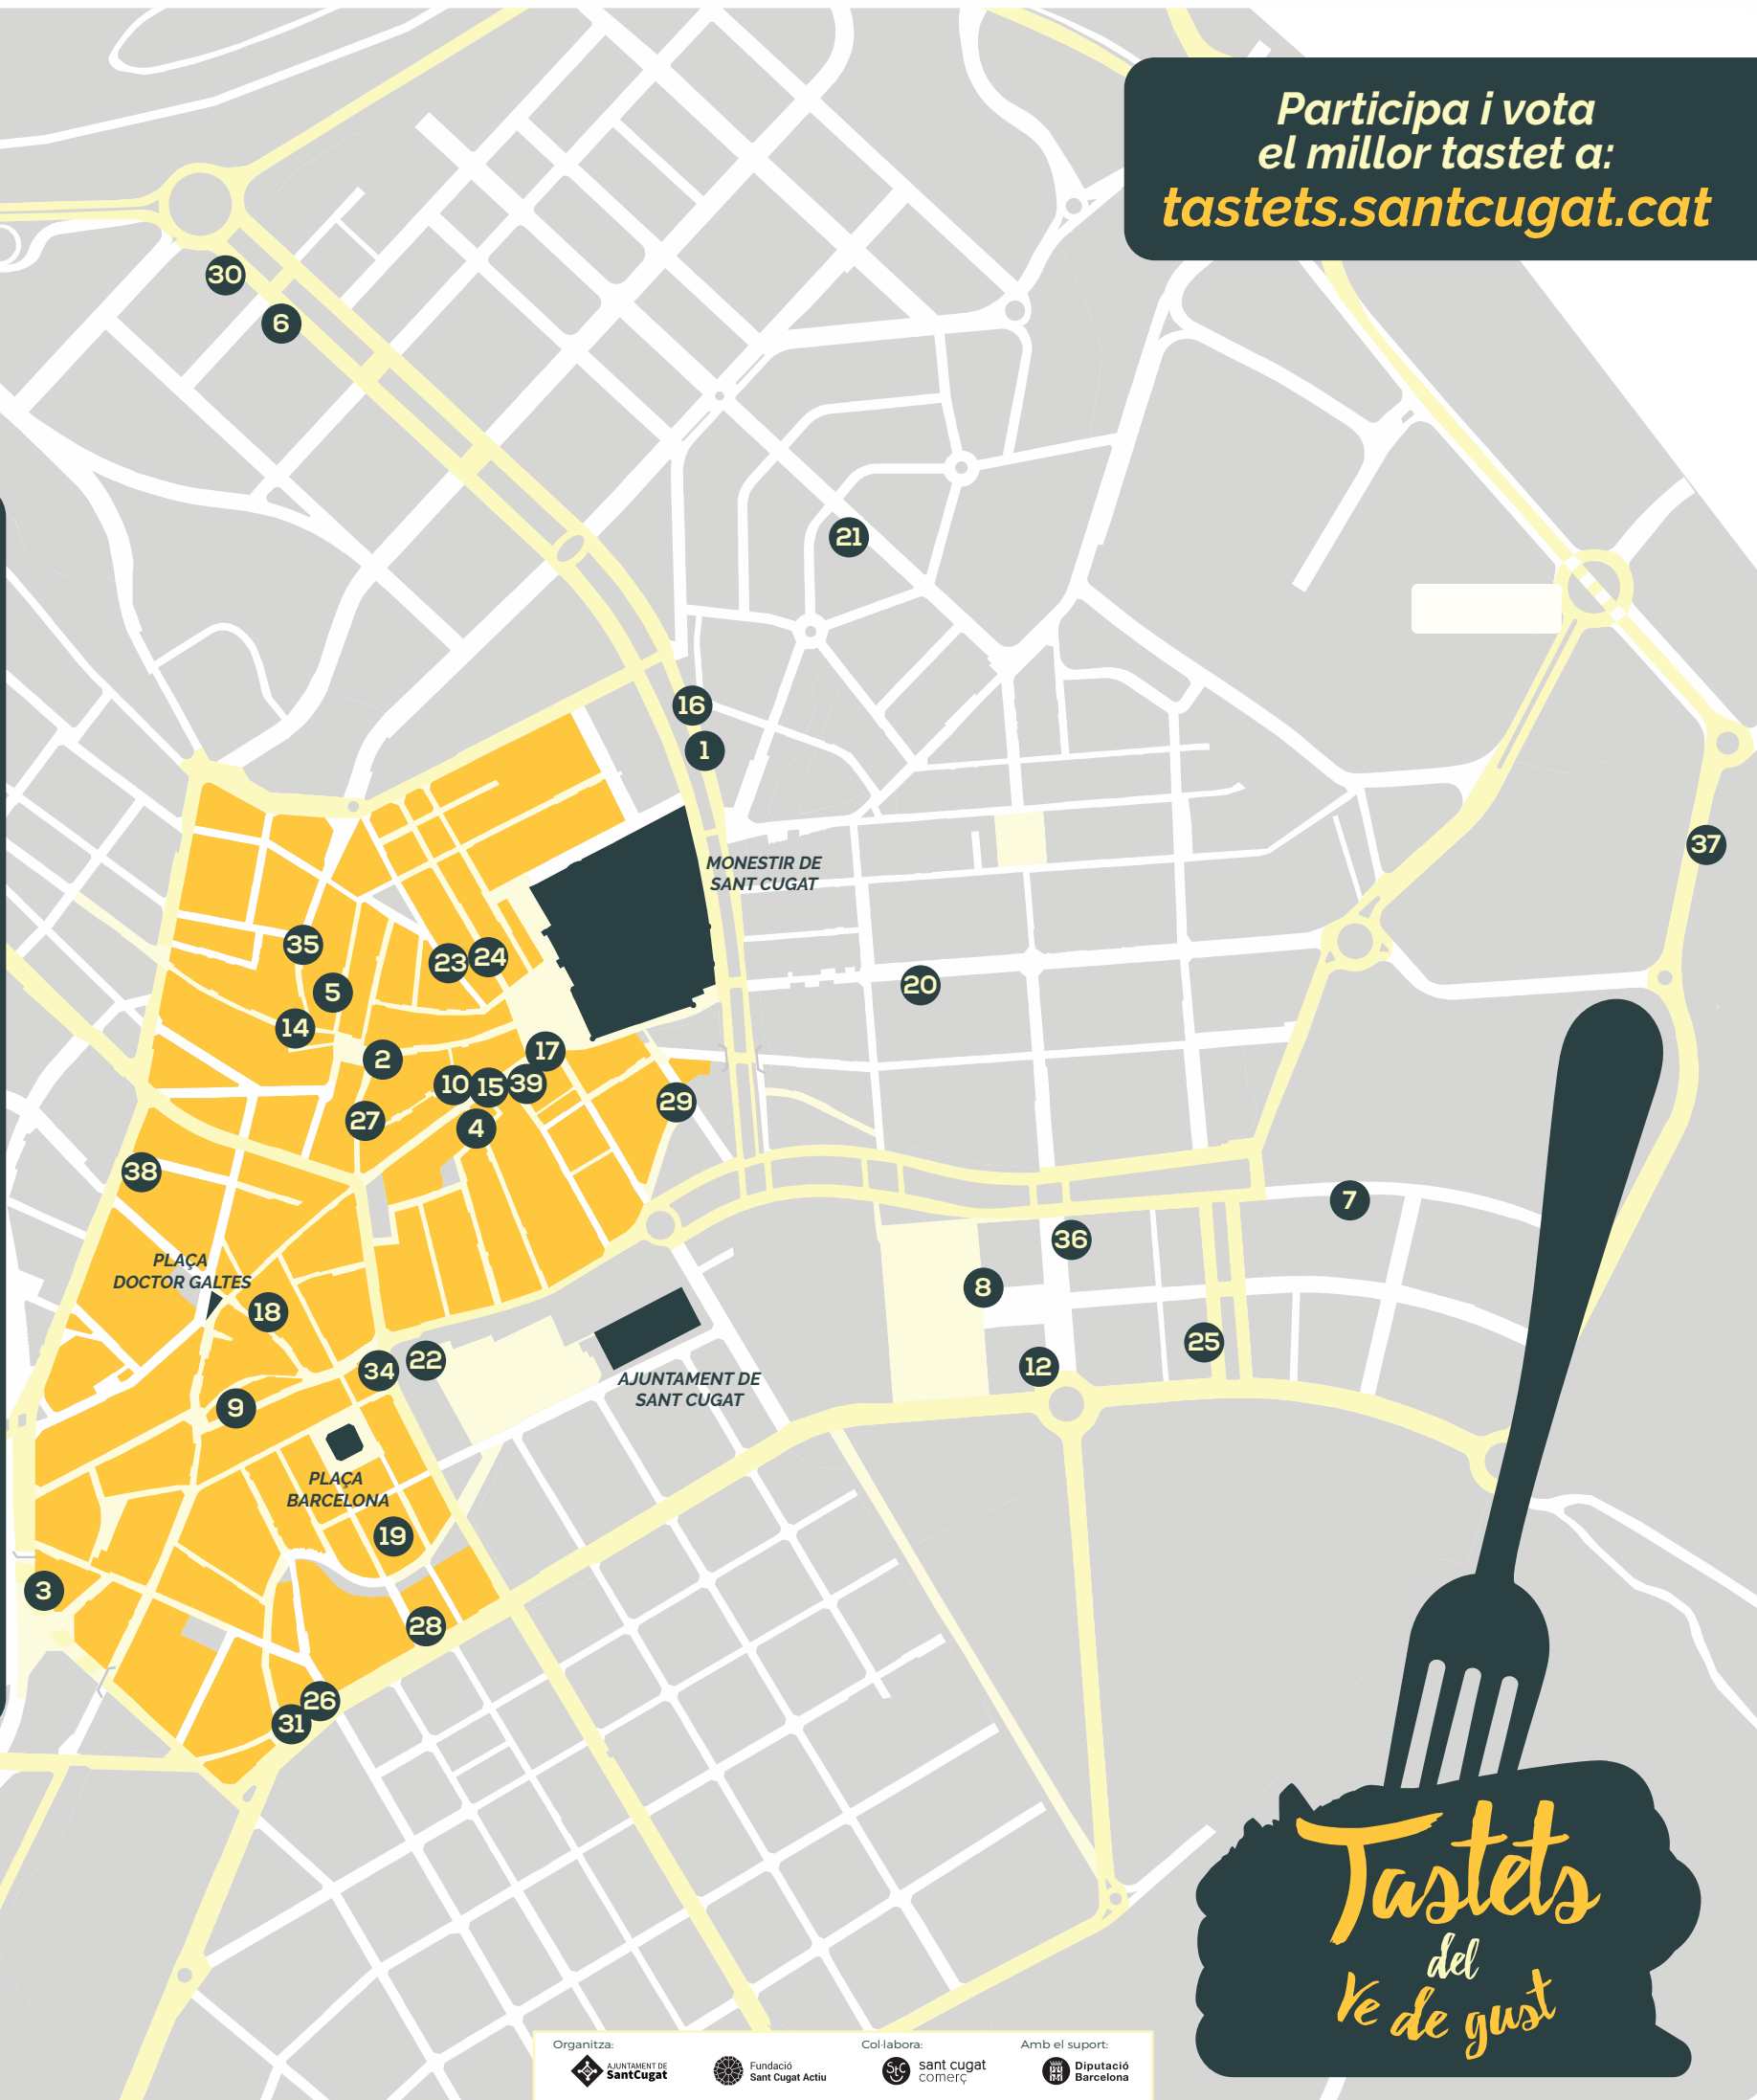 Participa i vota
el millor tastet a:
tastets.santcugat.cat
30
6
21
16
1
MONESTIR DE
SANT CUGAT
37
35
23
24
5
20
14
2
17
10
15
39
27
29
4
38
7
36
PLAÇA
DOCTOR GALTES
8
18
25
22
34
12
AJUNTAMENT DE
SANT CUGAT
9
PLAÇA
BARCELONA
19
3
28
26
31
Tastets
del
Ve de gust
Organitza:
AJUNTAMENT DE
SantCugat
Fundació
Sant Cugat Actiu
Col·labora:
StC
sant cugat
comerç
Amb el suport:
Diputació
Barcelona